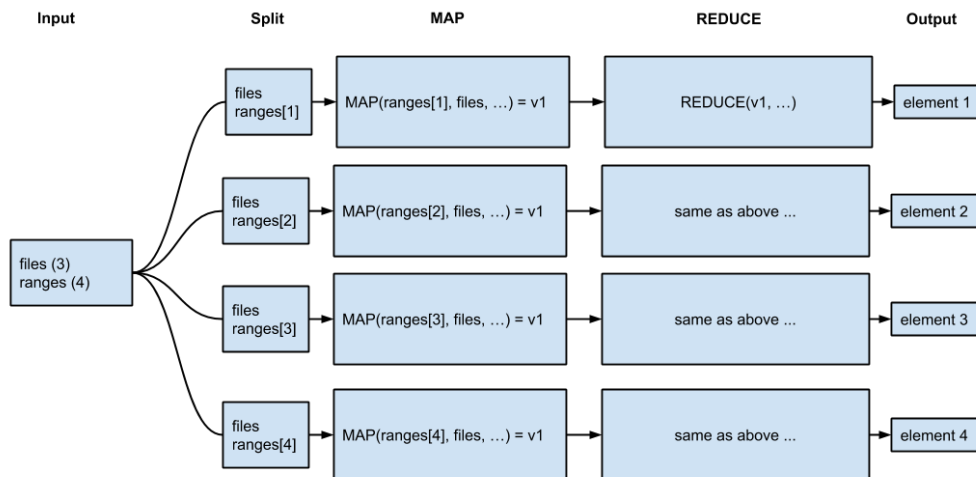 Input
Split
MAP
REDUCE
Output
files (3)
ranges (4)
files
ranges[1]
MAP(ranges[1], files, …) = v1
REDUCE(v1, …)
element 1
files
ranges[2]
MAP(ranges[2], files, …) = v1
same as above ...
element 2
files
ranges[3]
MAP(ranges[3], files, …) = v1
same as above ...
element 3
files
ranges[4]
MAP(ranges[4], files, …) = v1
same as above ...
element 4